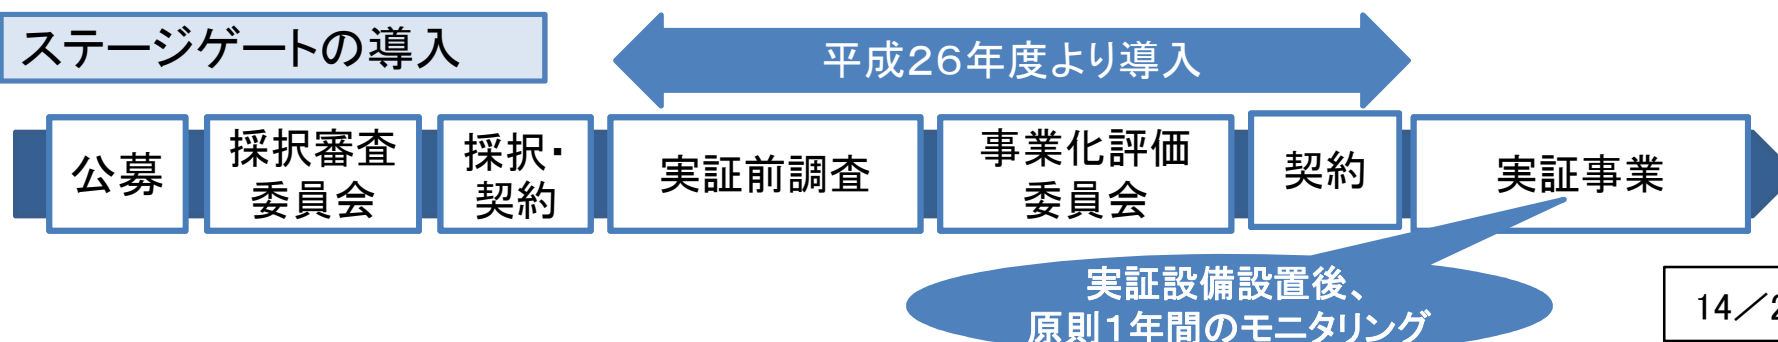 ステージゲートの導入
平成26年度より導入
公募
採択審査
委員会
採択・
契約
実証前調査
事業化評価
委員会
契約
実証事業
実証設備設置後、
原則1年間のモニタリング
14／2